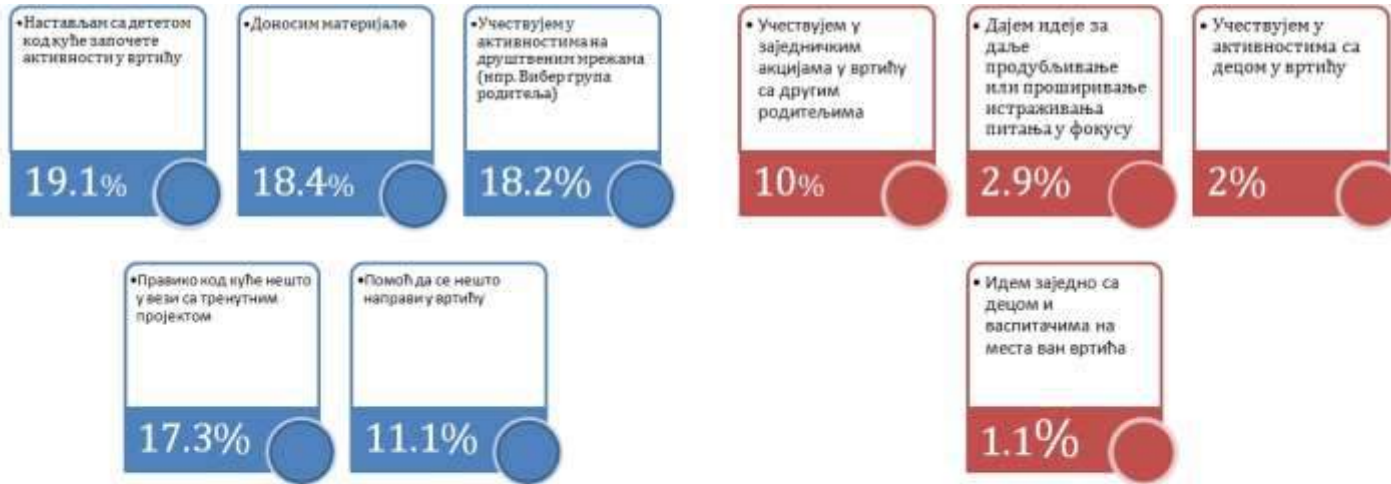 •Настављам са дететом
код куће започете
активности у вртићу
19.1%
•Доносим материјале
18.4%
•Учествујем у
активностима на
друштвеним мрежама
(нпр. Вибер група
родитеља)
18.2%
• Учествујем у
заједничким
акцијама у вртићу
са другим
родитељима
10%
• Дајем идеје за
даље
продубљивање
или проширивање
истраживања
питања у фокусу
2.9%
• Учествујем у
активностима са
децом у вртићу
2%
•Правико код куће нешто
у вези са тренутним
пројектом
17.3%
•Помоћ да се нешто
направи у вртићу
11.1%
• Идем заједно са
децом и
васпитачима на
места ван вртића
1.1%